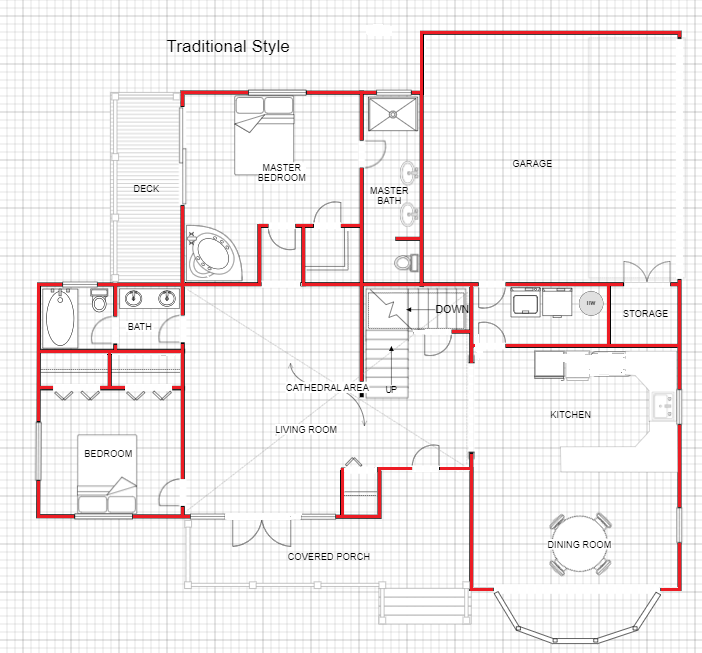 Traditional Style
GARAGE
MASTER
BEDROOM
DECK
MASTER
BATH
DOWN
STORAGE
BATH
CATHEDRAL AREA
UP
KITCHEN
LIVING ROOM
BEDROOM
DINING ROOM
COVERED PORCH